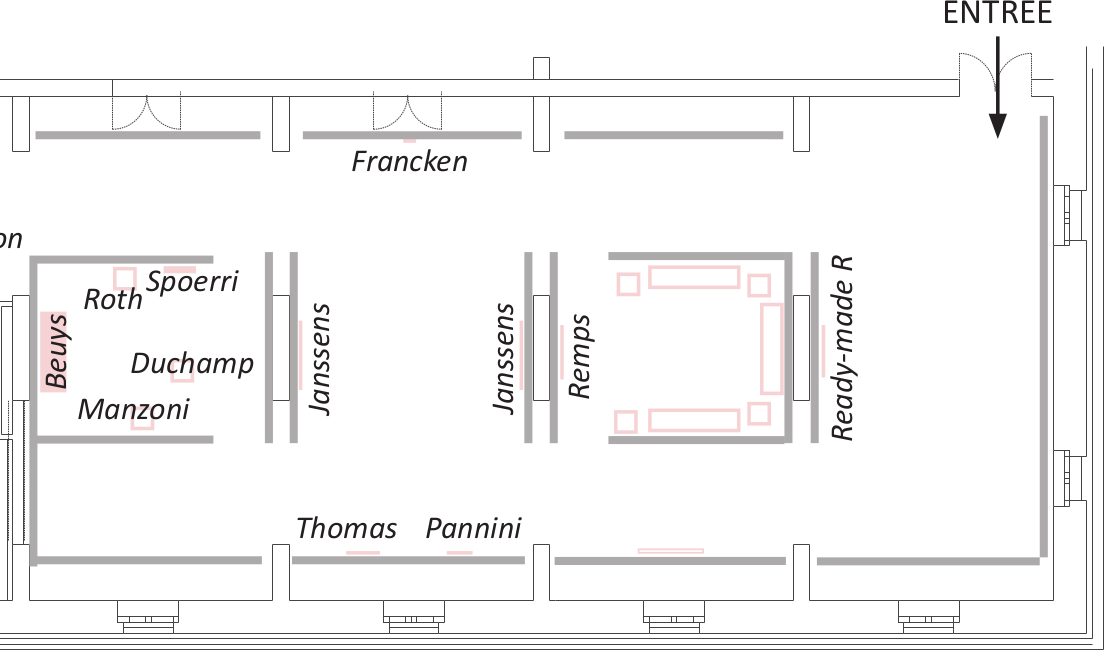 ENTREE
Francken
on
Spoerri
Roth
Beuys
Duchamp
Manzoni
Janssens
Janssens
Remps
Ready-made R
Thomas
Pannini